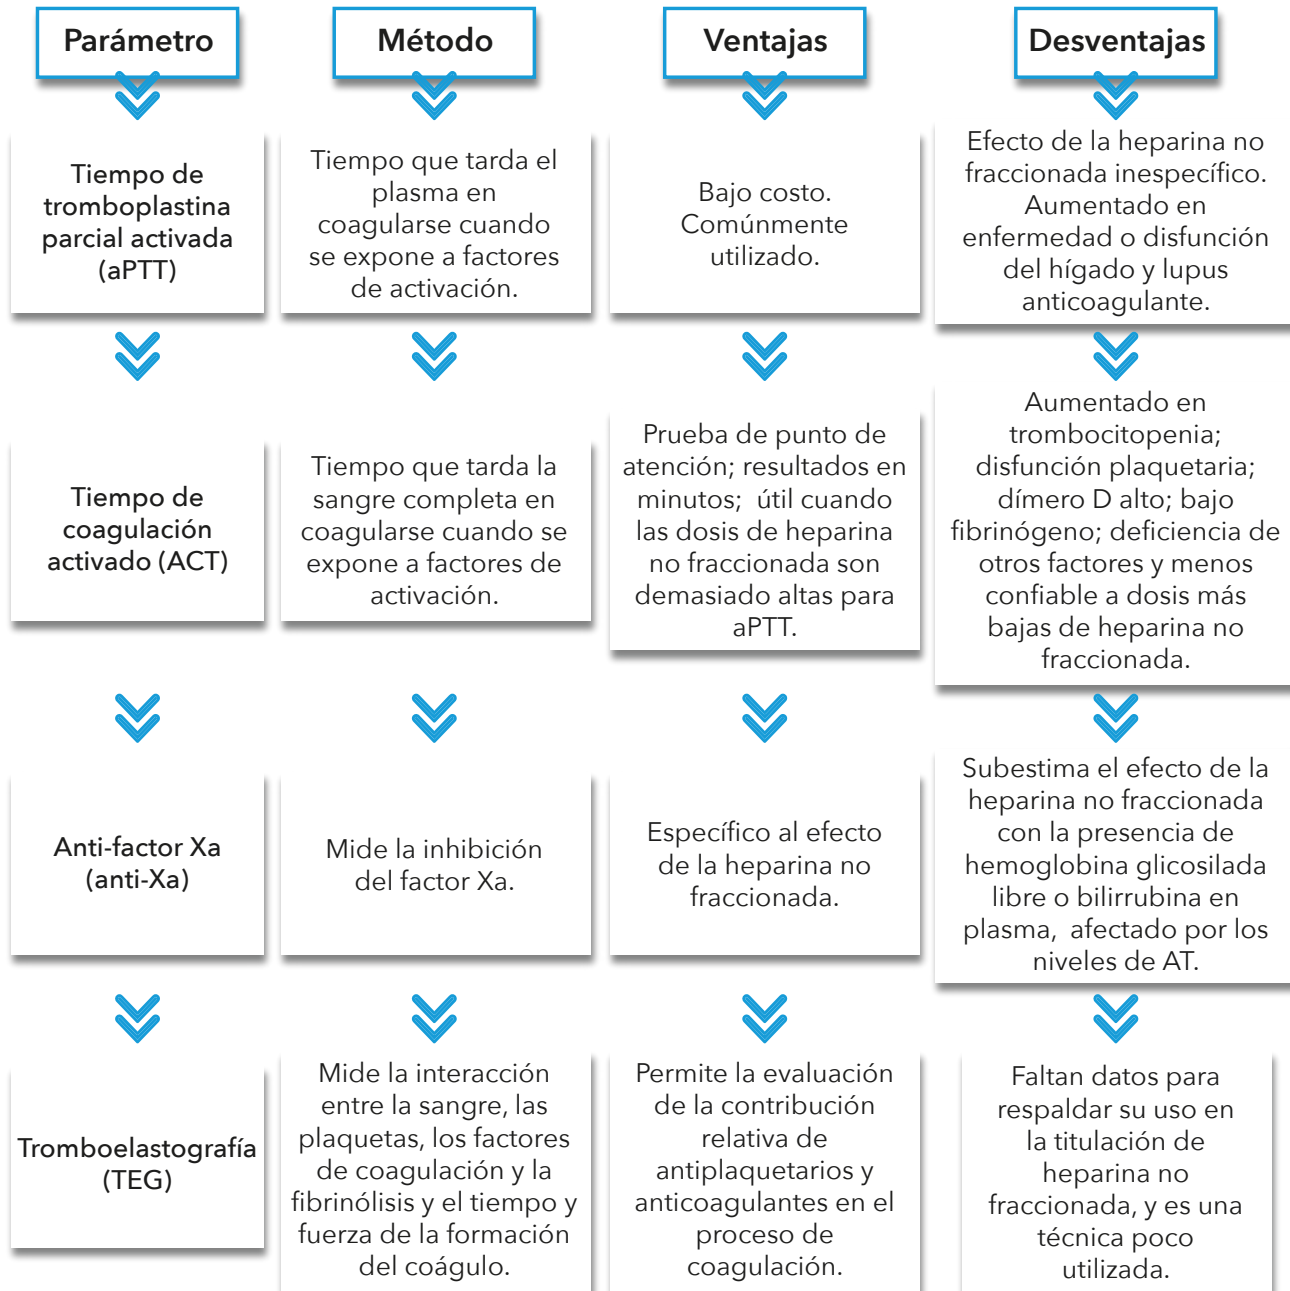 Parámetro
Método
Ventajas
Desventajas
Tiempo de
tromboplastina
parcial activada
(aPTT)
Tiempo que tarda el
plasma en
coagularse cuando
se expone a factores
de activación.
Bajo costo.
Comúnmente
utilizado.
Efecto de la heparina no
fraccionada inespecífico.
Aumentado en
enfermedad o disfunción
del hígado y lupus
anticoagulante.
Tiempo de
coagulación
activado (ACT)
Tiempo que tarda la
sangre completa en
coagularse cuando se
expone a factores de
activación.
Prueba de punto de
atención; resultados en
minutos; útil cuando
las dosis de heparina
no fraccionada son
demasiado altas para
aPTT.
Aumentado en
trombocitopenia;
disfunción plaquetaria;
dímero D alto; bajo
fibrinógeno; deficiencia de
otros factores y menos
confiable a dosis más
bajas de heparina no
fraccionada.
Anti-factor Xa
(anti-Xa)
Mide la inhibición
del factor Xa.
Específico al efecto
de la heparina no
fraccionada.
Subestima el efecto de la
heparina no fraccionada
con la presencia de
hemoglobina glicosilada
libre o bilirrubina en
plasma, afectado por los
niveles de AT.
Tromboelastografía
(TEG)
Mide la interacción
entre la sangre, las
plaquetas, los factores
de coagulación y la
fibrinólisis y el tiempo y
fuerza de la formación
del coágulo.
Permite la evaluación
de la contribución
relativa de
antiplaquetarios y
anticoagulantes en el
proceso de
coagulación.
Faltan datos para
respaldar su uso en
la titulación de
heparina no
fraccionada, y es una
técnica poco
utilizada.